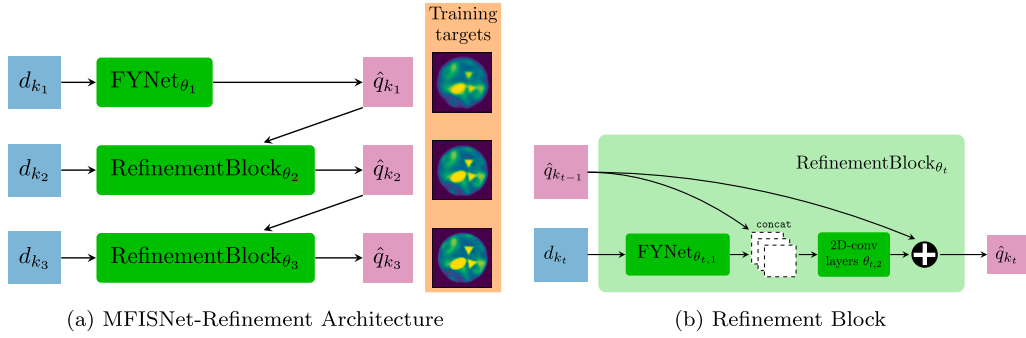 Training
targets
d_{k_1}
FYNet_{θ_1}
q̂_{k_1}
d_{k_2}
RefinementBlock_{θ_2}
q̂_{k_2}
d_{k_3}
RefinementBlock_{θ_3}
q̂_{k_3}
(a) MFISNet-Refinement Architecture
RefinementBlock_{θ_t}
q̂_{k_{t-1}}
concat
d_{k_t}
FYNet_{θ_{t,1}}
2D-conv
layers θ_{t,2}
q̂_{k_t}
(b) Refinement Block